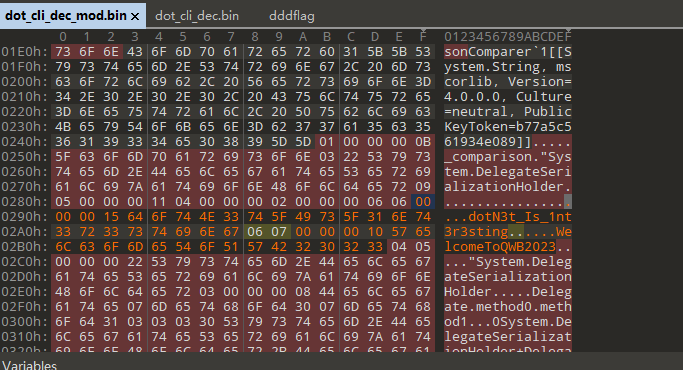 dot_cli_dec_mod.bin × dot_cli_dec.bin dddflag
0 1 2 3 4 5 6 7 8 9 A B C D E F 0123456789ABCDEF
01E0h: 73 6F 6E 43 6F 6D 70 61 72 65 72 60 31 5B 5B 53 sonComparer`1[[S
01F0h: 79 73 74 65 6D 2E 53 74 72 69 6E 67 2C 20 6D 73 ystem.String, ms
0200h: 63 6F 72 6C 69 62 2C 20 56 65 72 73 69 6F 6E 3D corlib, Version=
0210h: 34 2E 30 2E 30 2E 30 2C 20 43 75 6C 74 75 72 65 4.0.0.0, Culture
0220h: 3D 6E 65 75 74 72 61 6C 2C 20 50 75 62 6C 69 63 =neutral, Public
0230h: 4B 65 79 54 6F 6B 65 6E 3D 62 37 37 61 35 63 35 KeyToken=b77a5c5
0240h: 36 31 39 33 34 65 30 38 39 5D 5D 01 00 00 00 0B 61934e089]].....
0250h: 5F 63 6F 6D 70 61 72 69 73 6F 6E 03 22 53 79 73 _comparison."Sys
0260h: 74 65 6D 2E 44 65 6C 65 67 61 74 65 53 65 72 69 tem.DelegateSeri
0270h: 61 6C 69 7A 61 74 69 6F 6E 48 6F 6C 64 65 72 09 alizationHolder.
0280h: 05 00 00 00 11 04 00 00 00 02 00 00 00 06 06 00 ................
0290h: 00 00 15 64 6F 74 4E 33 74 5F 49 73 5F 31 6E 74 ...dotN3t_Is_1nt
02A0h: 33 72 33 73 74 69 6E 67 06 07 00 00 00 10 57 65 3r3sting......We
02B0h: 6C 63 6F 6D 65 54 6F 51 57 42 32 30 32 33 04 05 lcomeToQWB2023..
02C0h: 00 00 00 22 53 79 73 74 65 6D 2E 44 65 6C 65 67 ..."System.Deleg
02D0h: 61 74 65 53 65 72 69 61 6C 69 7A 61 74 69 6F 6E ateSerialization
02E0h: 48 6F 6C 64 65 72 03 00 00 00 08 44 65 6C 65 67 Holder.....Deleg
02F0h: 61 74 65 07 6D 65 74 68 6F 64 30 07 6D 65 74 68 ate.method0.meth
0300h: 6F 64 31 03 03 03 30 53 79 73 74 65 6D 2E 44 65 od1...0System.De
0310h: 6C 65 67 61 74 65 53 65 72 69 61 6C 69 7A 61 74 legateSerializat
0320h: 69 6F 6E 48 6F 6C 64 65 72 2B 44 65 6C 65 67 61 ionHolder+Delega
Variables